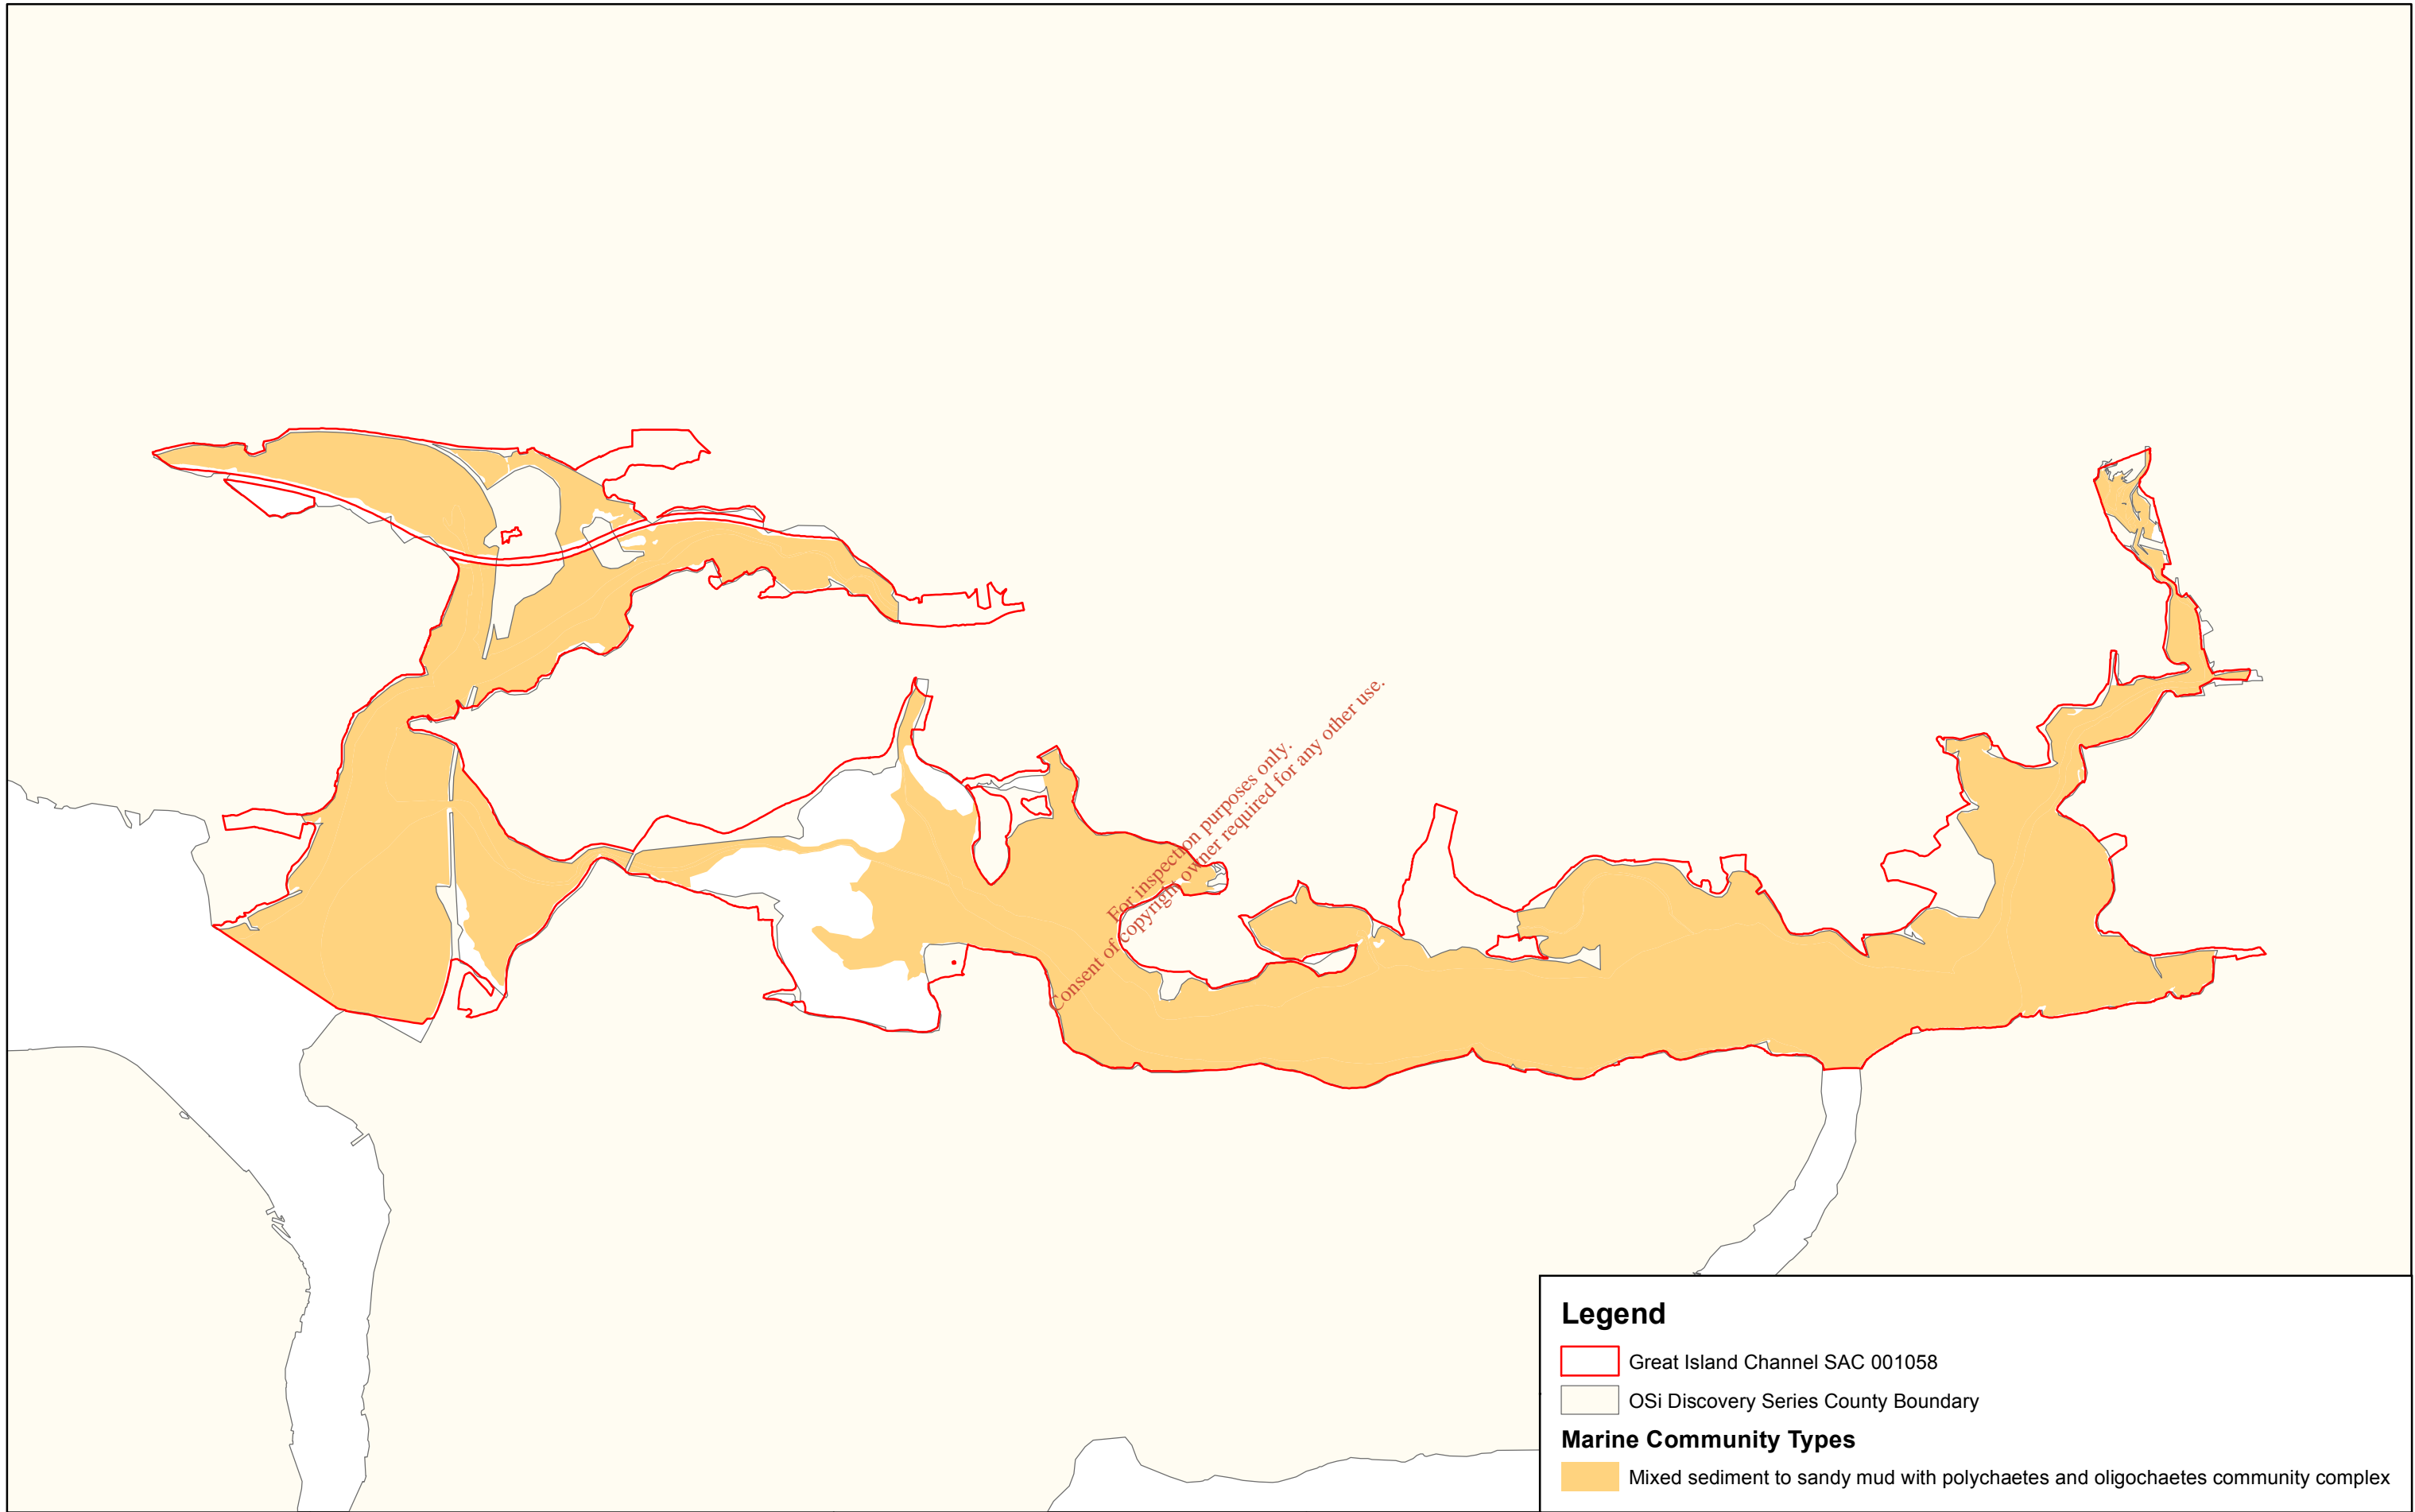 For inspection purposes only.
Consent of copyright owner required for any other use.
Legend
Great Island Channel SAC 001058
OSi Discovery Series County Boundary
Marine Community Types
Mixed sediment to sandy mud with polychaetes and oligochaetes community complex